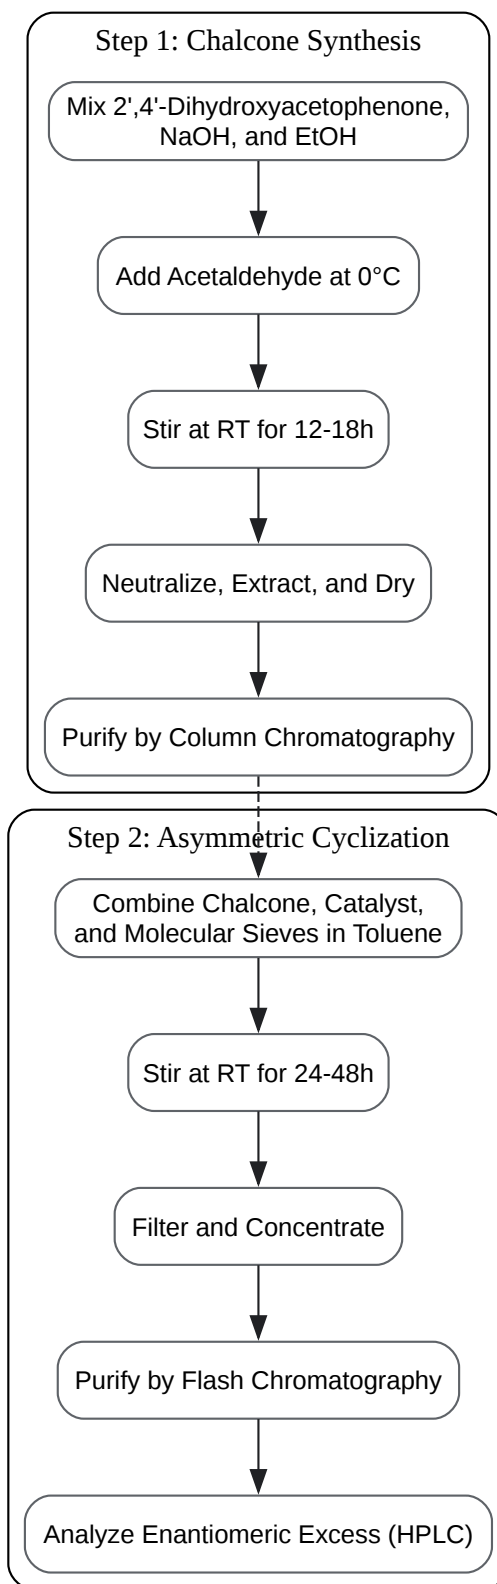 Step 1: Chalcone Synthesis
Mix 2',4'-Dihydroxyacetophenone,
NaOH, and EtOH
Add Acetaldehyde at 0°C
Stir at RT for 12-18h
Neutralize, Extract, and Dry
Purify by Column Chromatography
Step 2: Asymmetric Cyclization
Combine Chalcone, Catalyst,
and Molecular Sieves in Toluene
Stir at RT for 24-48h
Filter and Concentrate
Purify by Flash Chromatography
Analyze Enantiomeric Excess (HPLC)